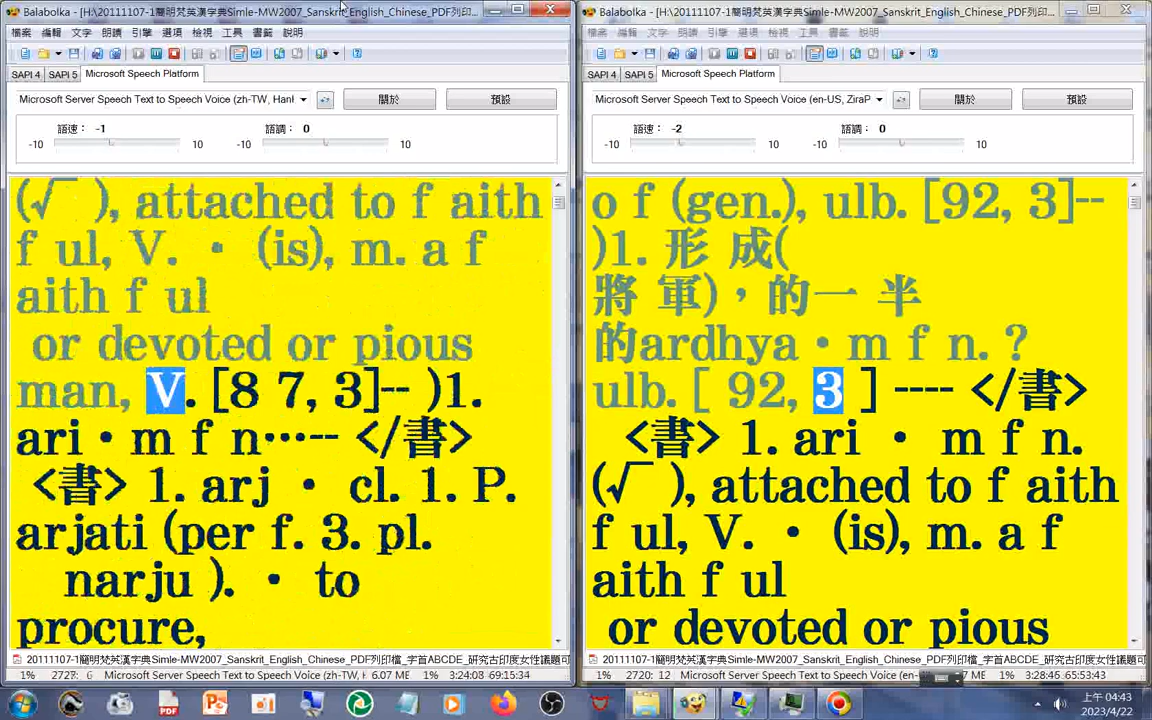 Balabolka - [H:\20111107-1簡明梵英漢字典Simle-MW2007_Sanskrit_English_Chinese_PDF列印...
檔案 編輯 文字 朗讀 引擎 選項 檢視 工具 書籤 說明
SAPI 4 SAPI 5 Microsoft Speech Platform
Microsoft Server Speech Text to Speech Voice (zh-TW, HanH 關於 預設
語速： -1 語調： 0
-10 10 -10 10
(√ ), attached to f aith
f ul, V. • (is), m. a f
aith f ul
or devoted or pious
man, V. [8 7, 3]-- )1.
ari • m f n…-- </書>
<書> 1. arj • cl. 1. P.
arjati (per f. 3. pl.
narju ). • to
procure,
20111107-1簡明梵英漢字典Simle-MW2007_Sanskrit_English_Chinese_PDF列印檔_字首ABCDE_研究古印度女性議題可
1% 2727: 6 Microsoft Server Speech Text to Speech Voice (zh-TW, H 6.07 MB 1% 3:24:08 69:15:34
Balabolka - [H:\20111107-1簡明梵英漢字典Simle-MW2007_Sanskrit_English_Chinese_PDF列印...
檔案 編輯 文字 朗讀 引擎 選項 檢視 工具 書籤 說明
SAPI 4 SAPI 5 Microsoft Speech Platform
Microsoft Server Speech Text to Speech Voice (en-US, ZiraP 關於 預設
語速： -2 語調： 0
-10 10 -10 10
o f (gen.), ulb. [92, 3]--
)1. 形 成(
將 軍)，的一 半
的ardhya • m f n. ?
ulb. [ 92, 3 ] ---- </書>
<書> 1. ari • m f n.
(√ ), attached to f aith
f ul, V. • (is), m. a f
aith f ul
or devoted or pious
20111107-1簡明梵英漢字典Simle-MW2007_Sanskrit_English_Chinese_PDF列印檔_字首ABCDE_研究古印度女性議題可
1% 2720: 12 Microsoft Server Speech Text to Speech Voice (en-US, 1% 3:28:45 65:53:43
上午 04:43
2023/4/22